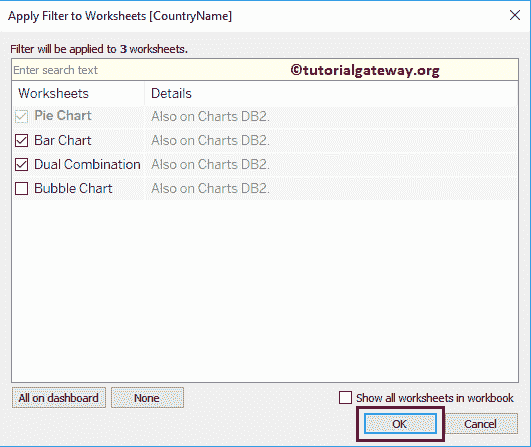 Apply Filter to Worksheets [CountryName]
Filter will be applied to 3 worksheets.
Enter search text ©tutorialgateway.org
Worksheets Details
Pie Chart Also on Charts DB2.
Bar Chart Also on Charts DB2.
Dual Combination Also on Charts DB2.
Bubble Chart Also on Charts DB2.
All on dashboard None Show all worksheets in workbook
OK Cancel